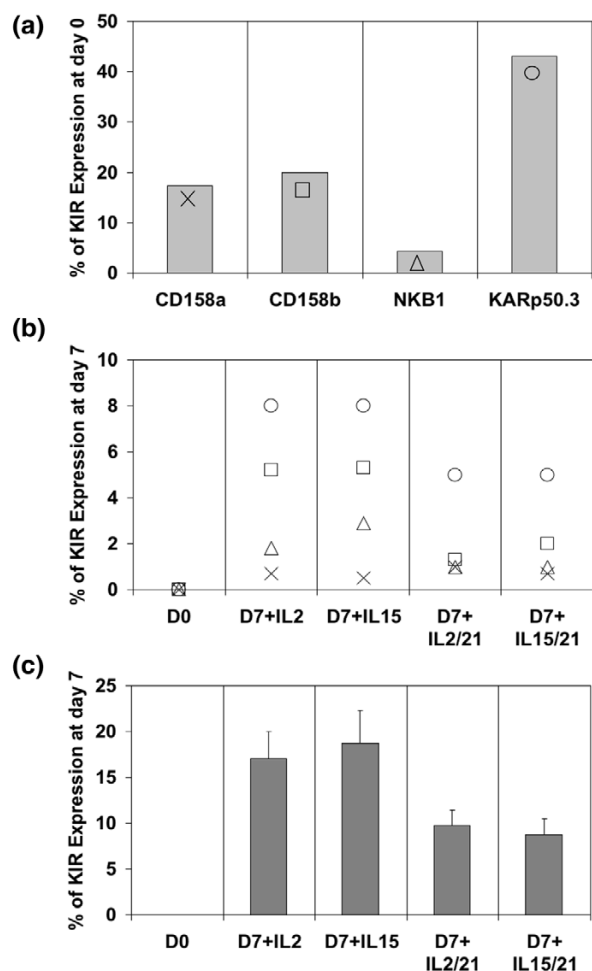 (a)
% of KIR Expression at day 0
50
40
30
20
10
0
CD158a CD158b NKB1 KARp50.3
(b)
% of KIR Expression at day 7
10
8
6
4
2
0
D0 D7+IL2 D7+IL15 D7+ D7+
IL2/21 IL15/21
(c)
% of KIR Expression at day 7
25
20
15
10
5
0
D0 D7+IL2 D7+IL15 D7+ D7+
IL2/21 IL15/21